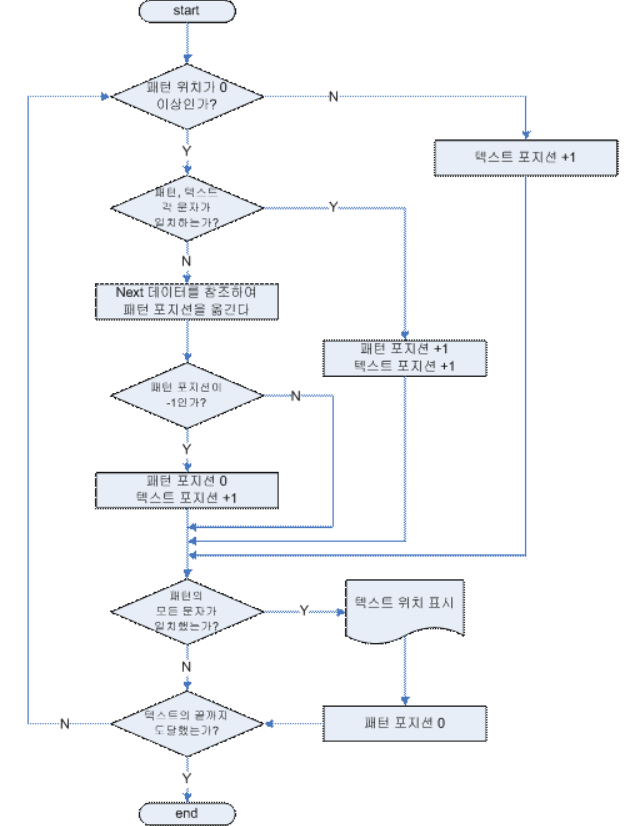 start
패턴 위치가 0
이상인가?
N
텍스트 포지션 +1
Y
패턴, 텍스트
각 문자가
일치하는가?
Y
N
Next 데이터를 참조하여
패턴 포지션을 옮긴다
패턴 포지션 +1
텍스트 포지션 +1
패턴 포지션이
-1인가?
N
Y
패턴 포지션 0
텍스트 포지션 +1
패턴의
모든 문자가
일치했는가?
Y
텍스트 위치 표시
N
텍스트의 끝까지
도달했는가?
N
패턴 포지션 0
Y
end